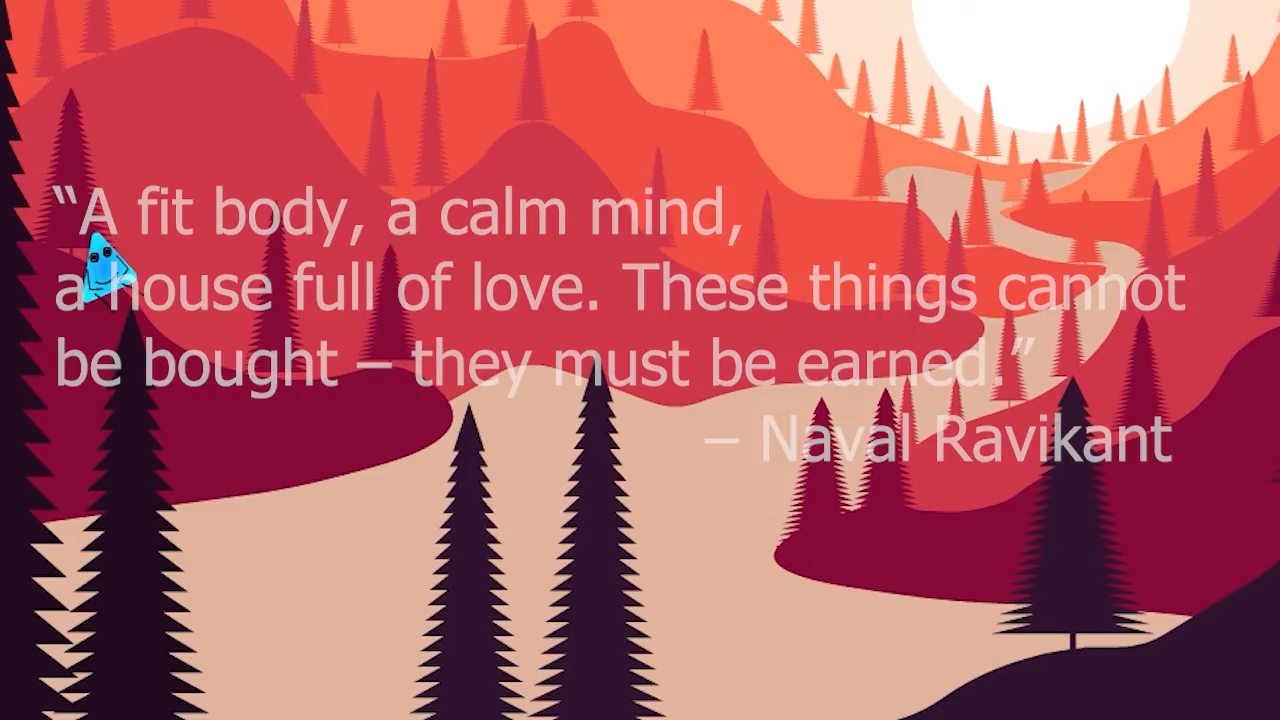 “A fit body, a calm mind,
a house full of love. These things cannot
be bought – they must be earned.”
– Naval Ravikant